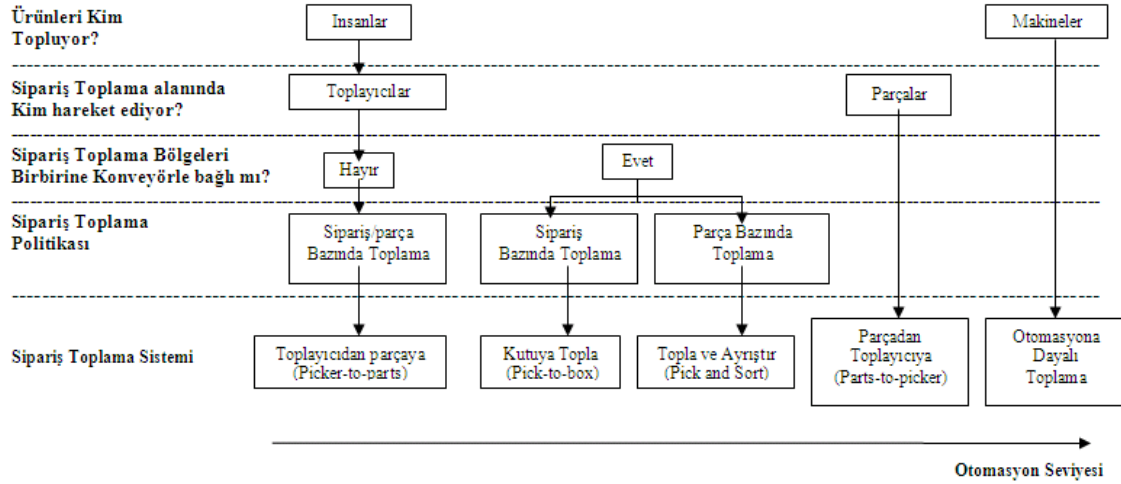 Ürünleri Kim
Topluyor?
Insanlar
Makineler
Sipariş Toplama alanında
Kim hareket ediyor?
Toplayıcılar
Parçalar
Sipariş Toplama Bölgeleri
Birbirine Konveyörle bağlı mı?
Hayır
Evet
Sipariş Toplama
Politikası
Sipariş/parça
Bazında Toplama
Sipariş
Bazında Toplama
Parça Bazında
Toplama
Sipariş Toplama Sistemi
Toplayıcıdan parçaya
(Picker-to-parts)
Kutuya Topla
(Pick-to-box)
Topla ve Ayrıştır
(Pick and Sort)
Parçadan
Toplayıcıya
(Parts-to-picker)
Otomasyona
Dayalı
Toplama
Otomasyon Seviyesi